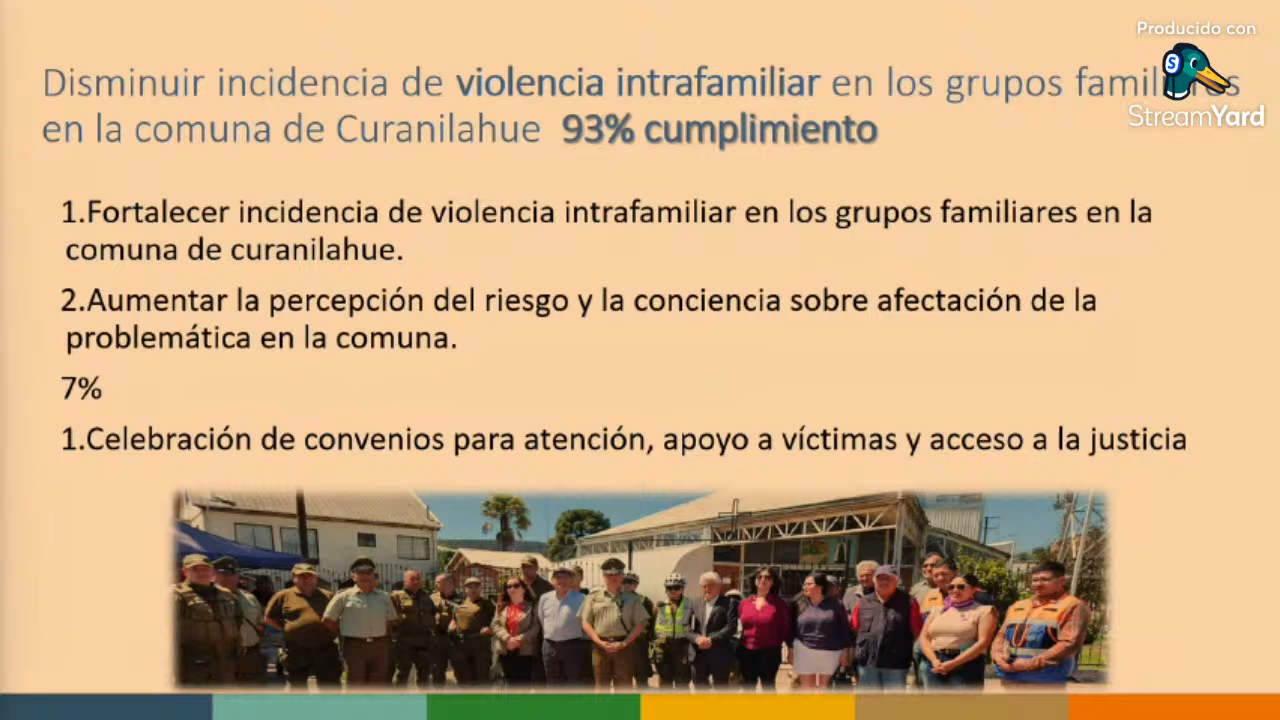 Producido con
StreamYard
Disminuir incidencia de violencia intrafamiliar en los grupos familiares
en la comuna de Curanilahue 93% cumplimiento
1.Fortalecer incidencia de violencia intrafamiliar en los grupos familiares en la
comuna de curanilahue.
2.Aumentar la percepción del riesgo y la conciencia sobre afectación de la
problemática en la comuna.
7%
1.Celebración de convenios para atención, apoyo a víctimas y acceso a la justicia